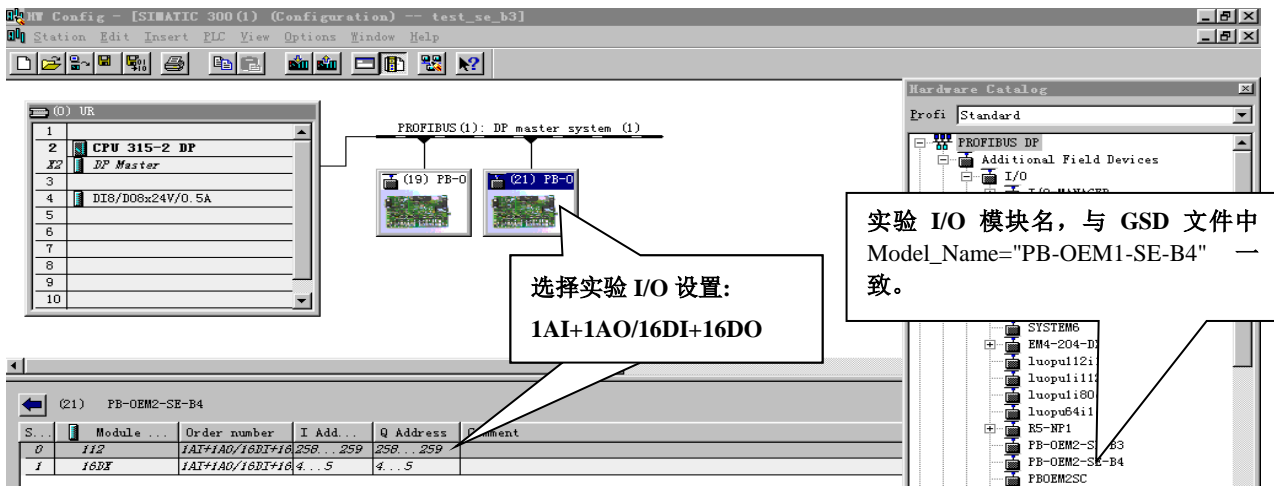 HW Config - [SIMATIC 300(1) (Configuration) -- test_se_b3]
Station Edit Insert PLC View Options Window Help
(0) UR
1
2 CPU 315-2 DP
X2 DP Master
3
4 DI8/DO8x24V/0.5A
5
6
7
8
9
10
PROFIBUS(1): DP master system (1)
(19) PB-O
(21) PB-O
选择实验 I/O 设置:
1AI+1AO/16DI+16DO
Hardware Catalog
Profi Standard
PROFIBUS DP
Additional Field Devices
I/O
I/O-MANAGER
实验 I/O 模块名，与 GSD 文件中
Model_Name="PB-OEM1-SE-B4" 一
致。
SYSTEM6
EM4-204-D
luopu112i
luopu1i11
luopu1i80
luopu64i1
R5-NP1
PB-OEM2-S B3
PB-OEM2-SE-B4
PBOEM2SC
(21) PB-OEM2-SE-B4
S... Module ... Order number I Add... Q Address Comment
0 112 1AI+1AO/16DI+16 258...259 258...259
1 16DX 1AI+1AO/16DI+16 4...5 4...5